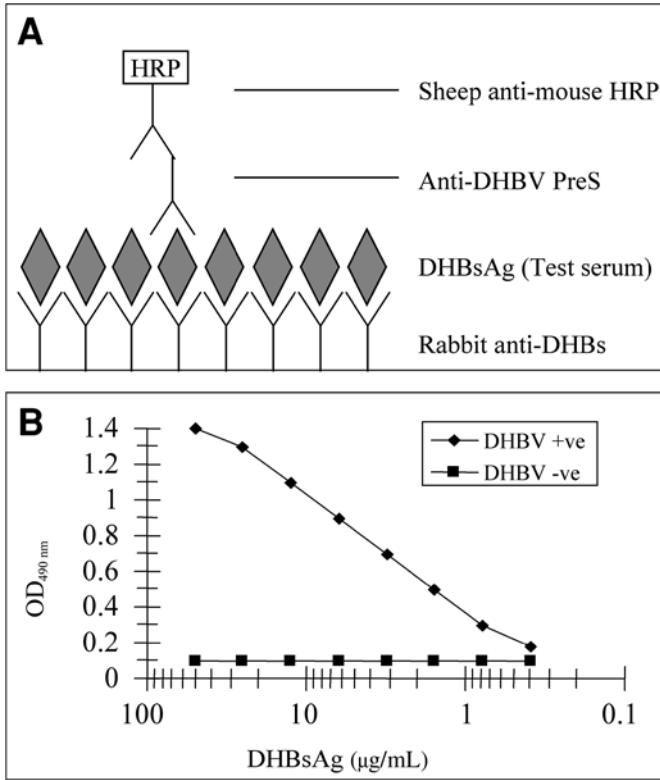 A
HRP
Sheep anti-mouse HRP
Anti-DHBV PreS
DHBsAg (Test serum)
Rabbit anti-DHBs
B
1.4
1.2
1
0.8
0.6
0.4
0.2
0
OD490 nm
DHBV +ve
DHBV -ve
100 10 1 0.1
DHBsAg (µg/mL)